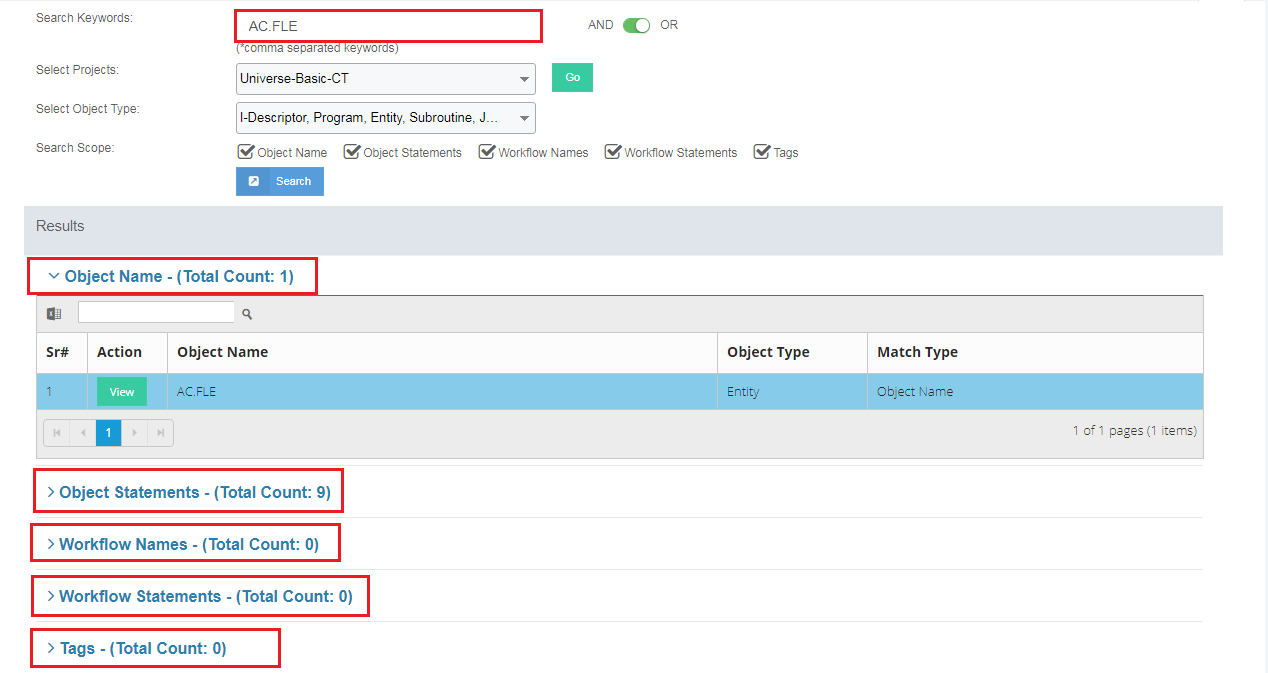 Search Keywords:
AC.FLE
AND OR
(*comma separated keywords)
Select Projects:
Universe-Basic-CT
Go
Select Object Type:
I-Descriptor, Program, Entity, Subroutine, J...
Search Scope:
Object Name Object Statements Workflow Names Workflow Statements Tags
Search
Results
Object Name - (Total Count: 1)
Sr# Action Object Name Object Type Match Type
1 View AC.FLE Entity Object Name
1
1 of 1 pages (1 items)
Object Statements - (Total Count: 9)
Workflow Names - (Total Count: 0)
Workflow Statements - (Total Count: 0)
Tags - (Total Count: 0)